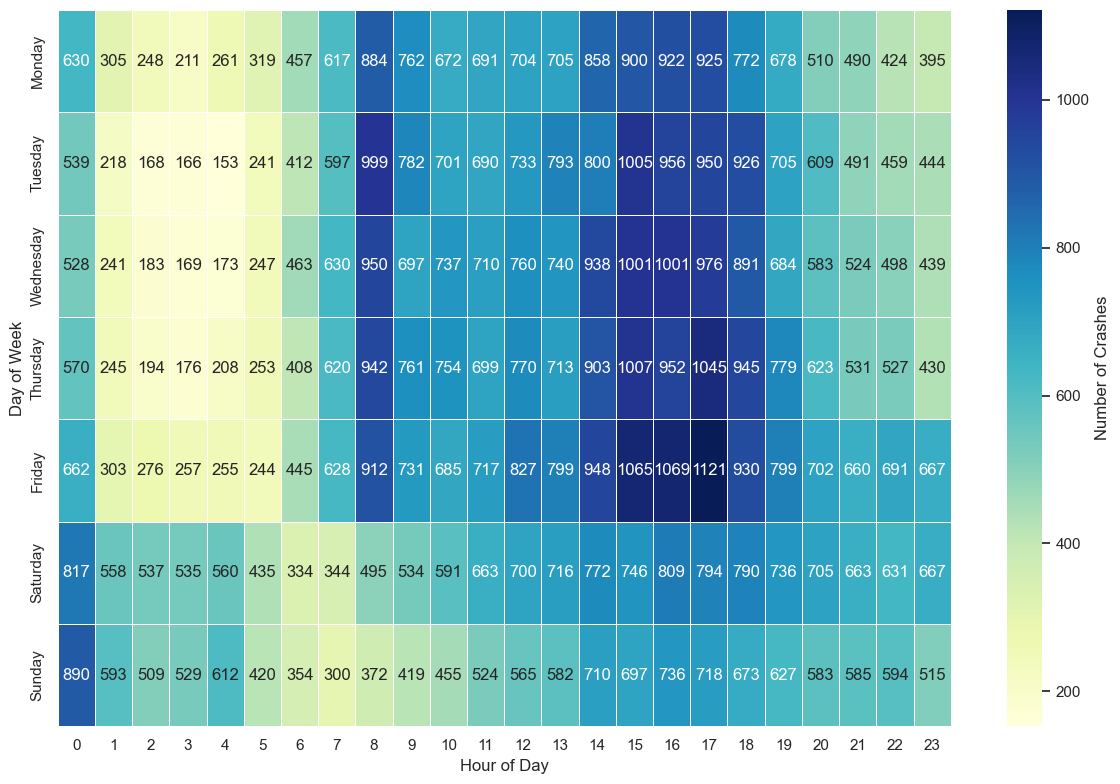 Monday 630 305 248 211 261 319 457 617 884 762 672 691 704 705 858 900 922 925 772 678 510 490 424 395
Tuesday 539 218 168 166 153 241 412 597 999 782 701 690 733 793 800 1005 956 950 926 705 609 491 459 444
Wednesday 528 241 183 169 173 247 463 630 950 697 737 710 760 740 938 1001 1001 976 891 684 583 524 498 439
Thursday 570 245 194 176 208 253 408 620 942 761 754 699 770 713 903 1007 952 1045 945 779 623 531 527 430
Friday 662 303 276 257 255 244 445 628 912 731 685 717 827 799 948 1065 1069 1121 930 799 702 660 691 667
Saturday 817 558 537 535 560 435 334 344 495 534 591 663 700 716 772 746 809 794 790 736 705 663 631 667
Sunday 890 593 509 529 612 420 354 300 372 419 455 524 565 582 710 697 736 718 673 627 583 585 594 515
0 1 2 3 4 5 6 7 8 9 10 11 12 13 14 15 16 17 18 19 20 21 22 23
Hour of Day
Day of Week
1000
800
600
400
200
Number of Crashes